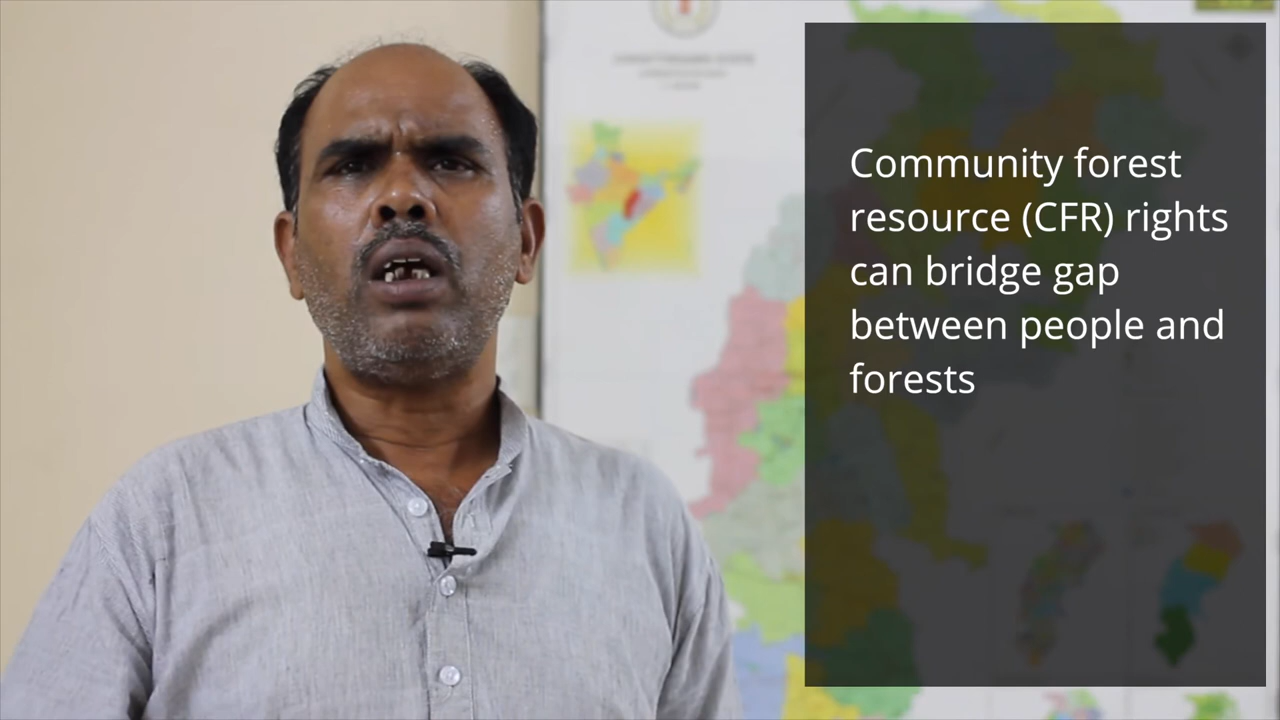 Community forest
resource (CFR) rights
can bridge gap
between people and
forests